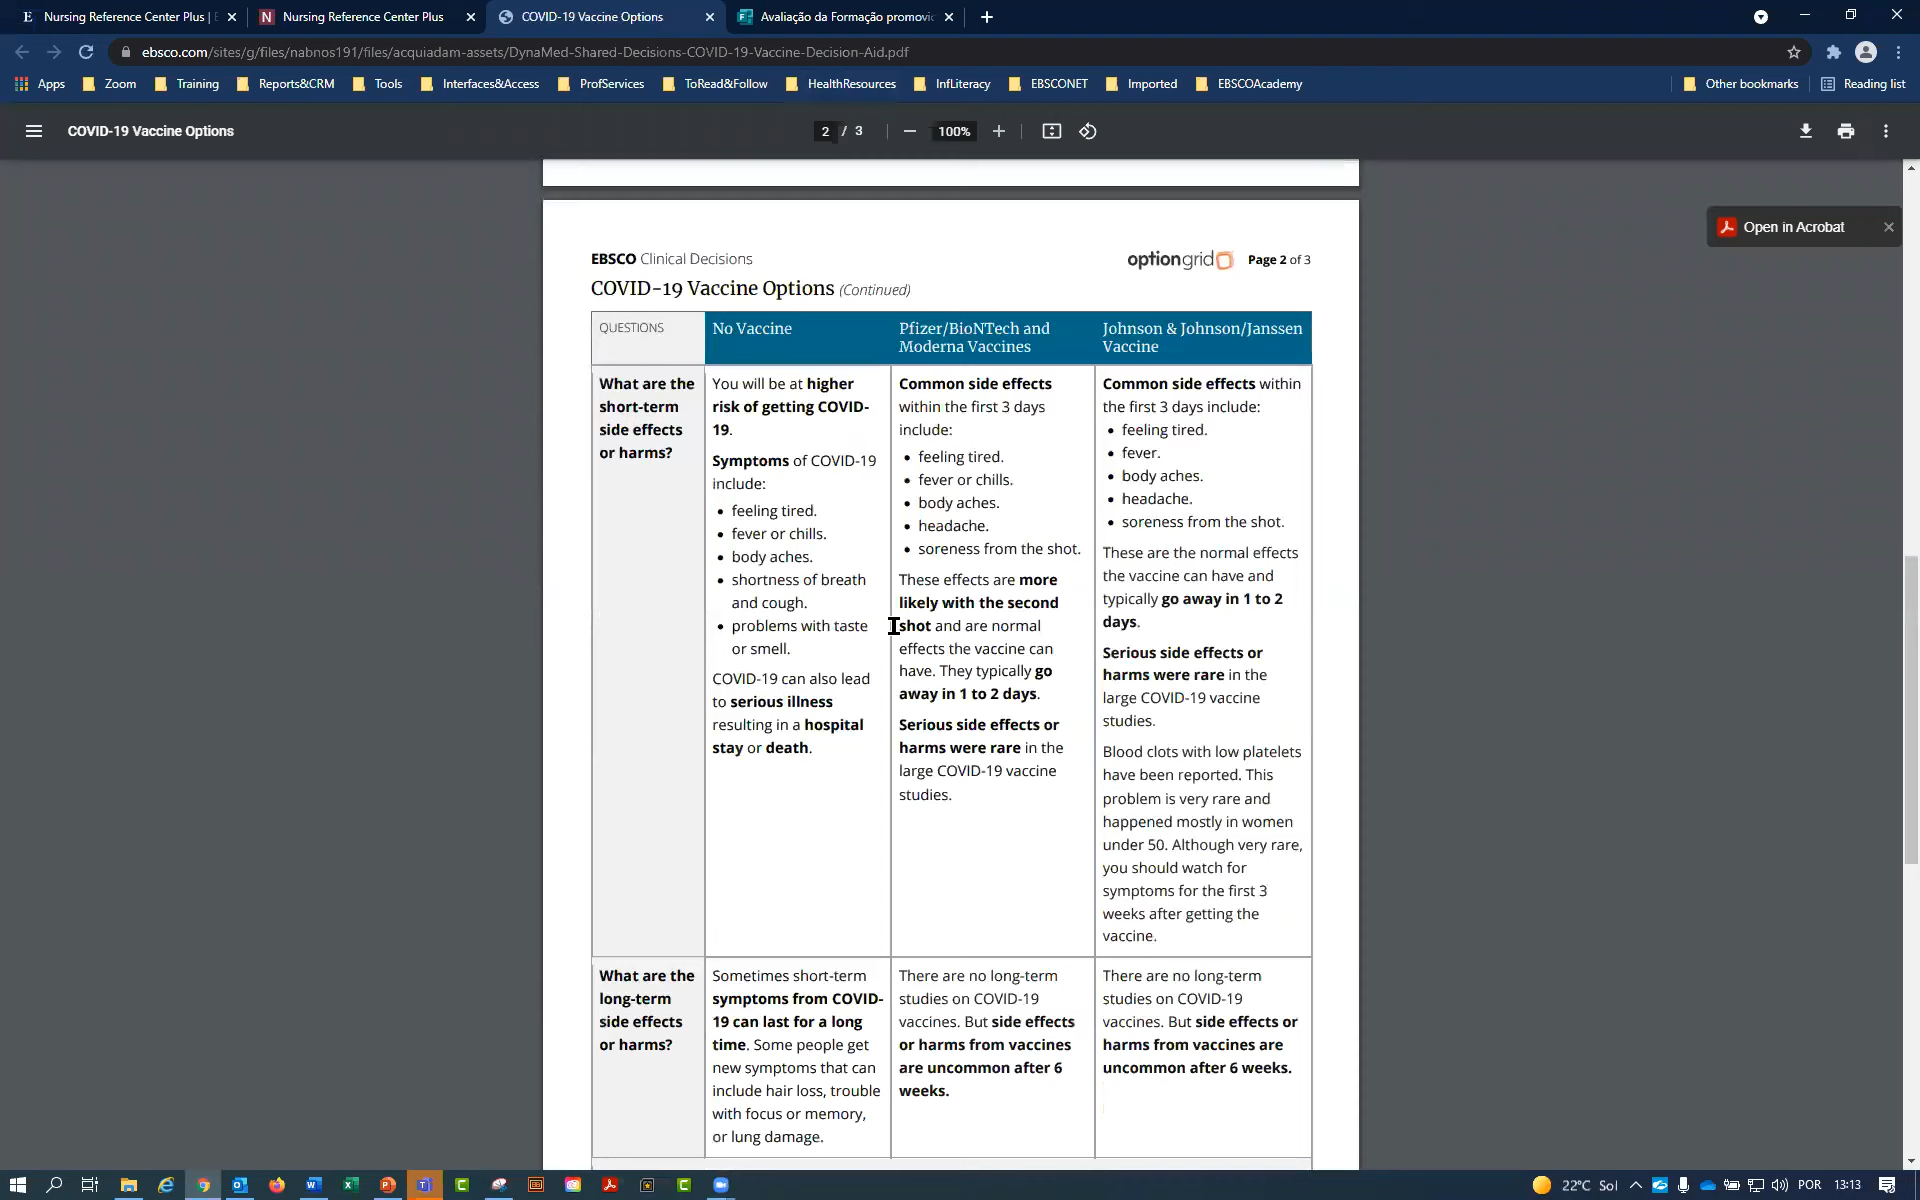 Nursing Reference Center Plus | E
Nursing Reference Center Plus
COVID-19 Vaccine Options
Avaliação da Formação promovid
ebsco.com/sites/g/files/nabnos191/files/acquiadam-assets/DynaMed-Shared-Decisions-COVID-19-Vaccine-Decision-Aid.pdf
Apps Zoom Training Reports&CRM Tools Interfaces&Access ProfServices ToRead&Follow HealthResources InfLiteracy EBSCONET Imported EBSCOAcademy Other bookmarks Reading list
COVID-19 Vaccine Options
2 / 3
100%
Open in Acrobat
EBSCO Clinical Decisions
optiongrid Page 2 of 3
COVID-19 Vaccine Options (Continued)
QUESTIONS
No Vaccine
Pfizer/BioNTech and
Moderna Vaccines
Johnson & Johnson/Janssen
Vaccine
What are the
short-term
side effects
or harms?
You will be at higher
risk of getting COVID-
19.
Symptoms of COVID-19
include:
• feeling tired.
• fever or chills.
• body aches.
• shortness of breath
and cough.
• problems with taste
or smell.
COVID-19 can also lead
to serious illness
resulting in a hospital
stay or death.
Common side effects
within the first 3 days
include:
• feeling tired.
• fever or chills.
• body aches.
• headache.
• soreness from the shot.
These effects are more
likely with the second
shot and are normal
effects the vaccine can
have. They typically go
away in 1 to 2 days.
Serious side effects or
harms were rare in the
large COVID-19 vaccine
studies.
Common side effects within
the first 3 days include:
• feeling tired.
• fever.
• body aches.
• headache.
• soreness from the shot.
These are the normal effects
the vaccine can have and
typically go away in 1 to 2
days.
Serious side effects or
harms were rare in the
large COVID-19 vaccine
studies.
Blood clots with low platelets
have been reported. This
problem is very rare and
happened mostly in women
under 50. Although very rare,
you should watch for
symptoms for the first 3
weeks after getting the
vaccine.
What are the
long-term
side effects
or harms?
Sometimes short-term
symptoms from COVID-
19 can last for a long
time. Some people get
new symptoms that can
include hair loss, trouble
with focus or memory,
or lung damage.
There are no long-term
studies on COVID-19
vaccines. But side effects
or harms from vaccines
are uncommon after 6
weeks.
There are no long-term
studies on COVID-19
vaccines. But side effects or
harms from vaccines are
uncommon after 6 weeks.
22°C Sol
POR
13:13